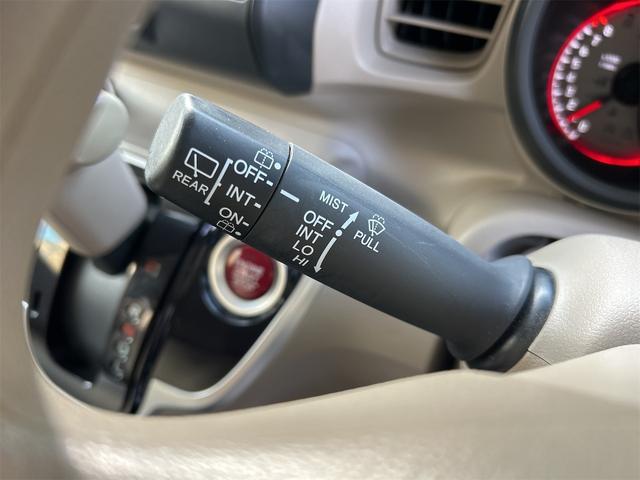 REAR
OFF
INT
ON
MIST
OFF
INT
LO
HI
PULL